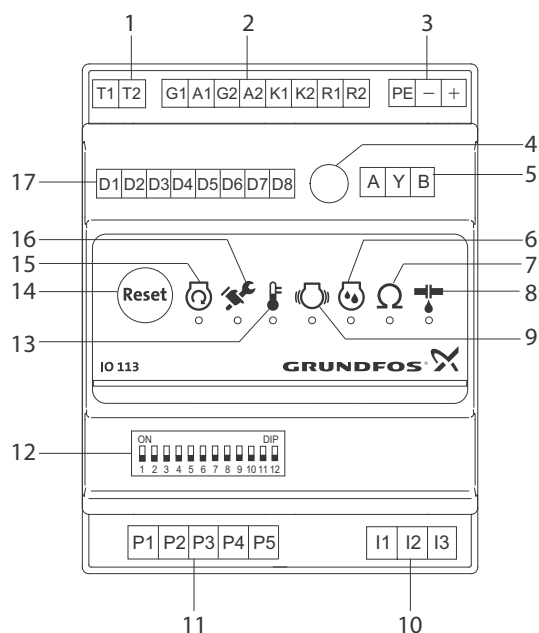 1 2 3
T1 T2 G1 A1 G2 A2 K1 K2 R1 R2 PE − +
4
17 D1 D2 D3 D4 D5 D6 D7 D8 A Y B 5
16 6
15 7
14 Reset Ω 8
13 9
IO 113 GRUNDFOS
ON DIP
12
1 2 3 4 5 6 7 8 9 10 11 12
P1 P2 P3 P4 P5 I1 I2 I3
11 10